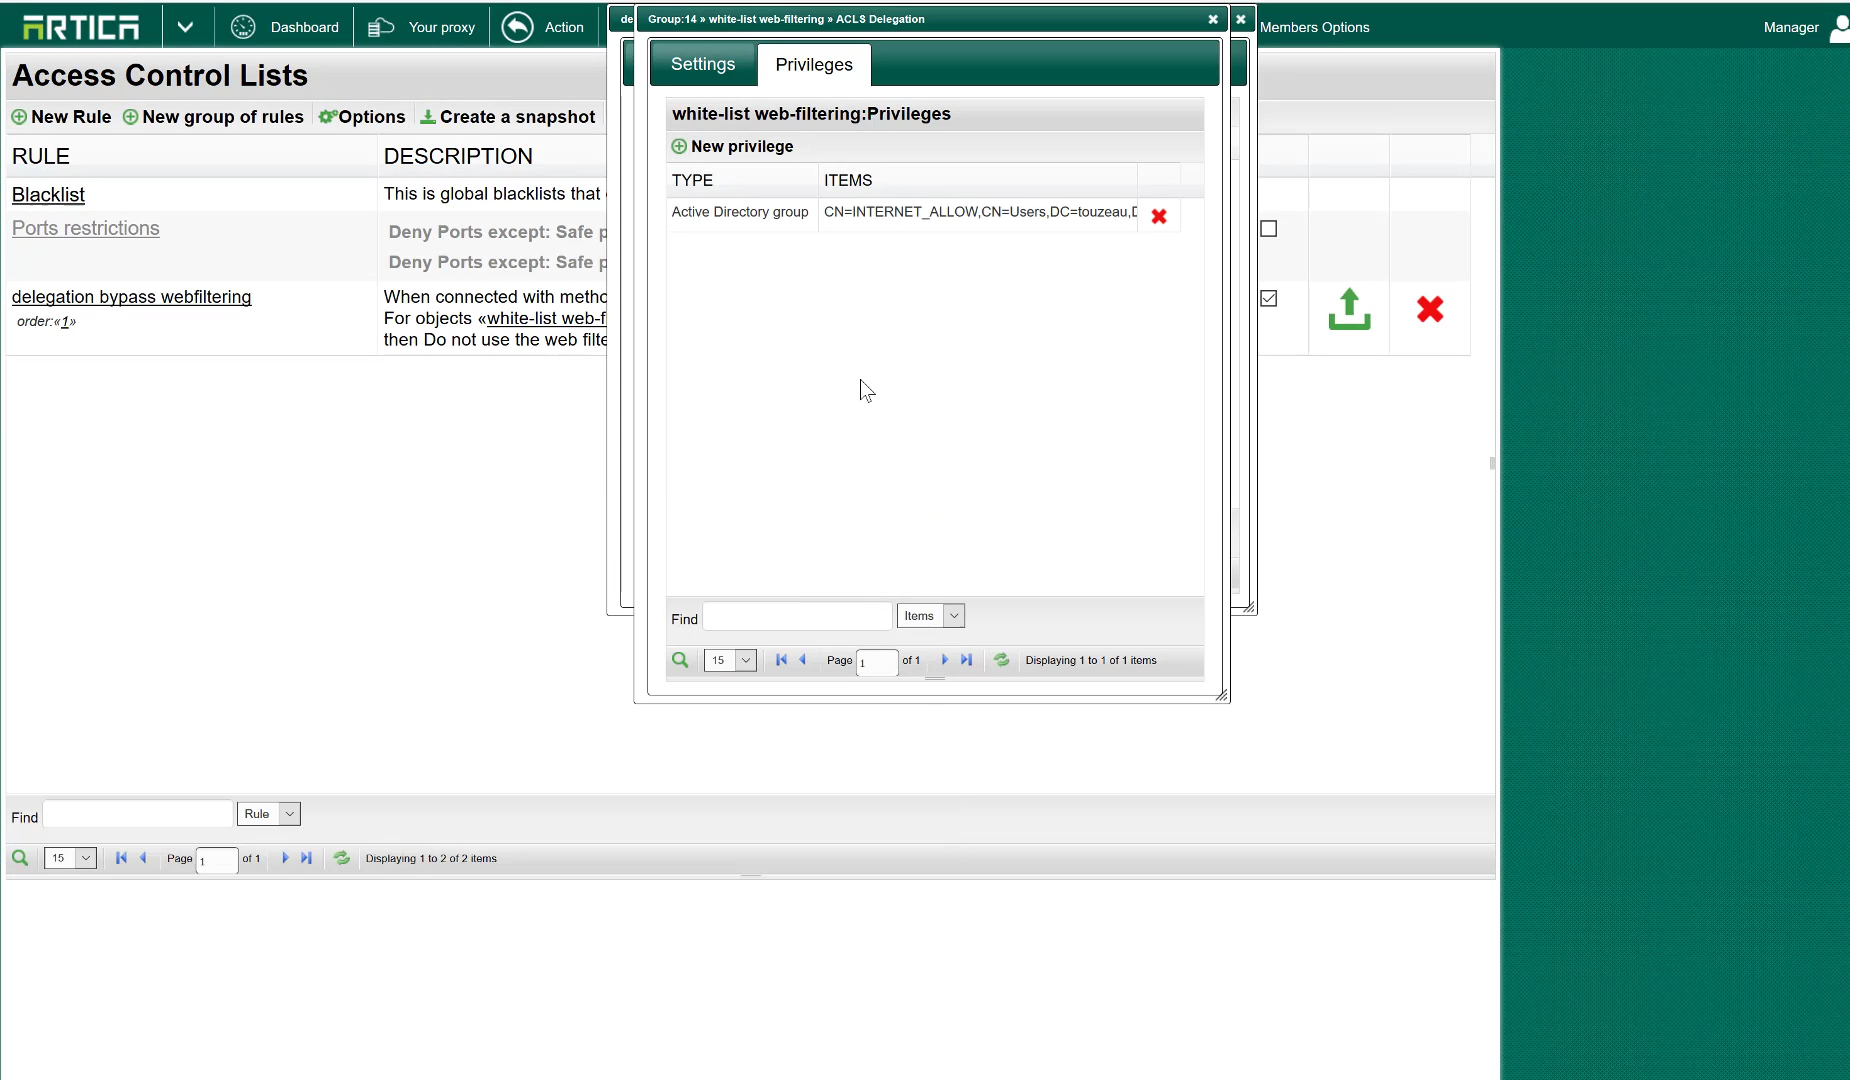 ARTICA
Dashboard
Your proxy
Action
de
Group:14 » white-list web-filtering » ACLS Delegation
Members Options
Manager
Access Control Lists
New Rule
New group of rules
Options
Create a snapshot
RULE
DESCRIPTION
Blacklist
This is global blacklists that
Ports restrictions
Deny Ports except: Safe p
Deny Ports except: Safe p
delegation bypass webfiltering
order:«1»
When connected with metho
For objects «white-list web-f
then Do not use the web filte
Settings
Privileges
white-list web-filtering:Privileges
New privilege
TYPE
ITEMS
Active Directory group
CN=INTERNET_ALLOW,CN=Users,DC=touzeau,D
Find
Items
15
Page
1
of 1
Displaying 1 to 1 of 1 items
Find
Rule
15
Page
1
of 1
Displaying 1 to 2 of 2 items